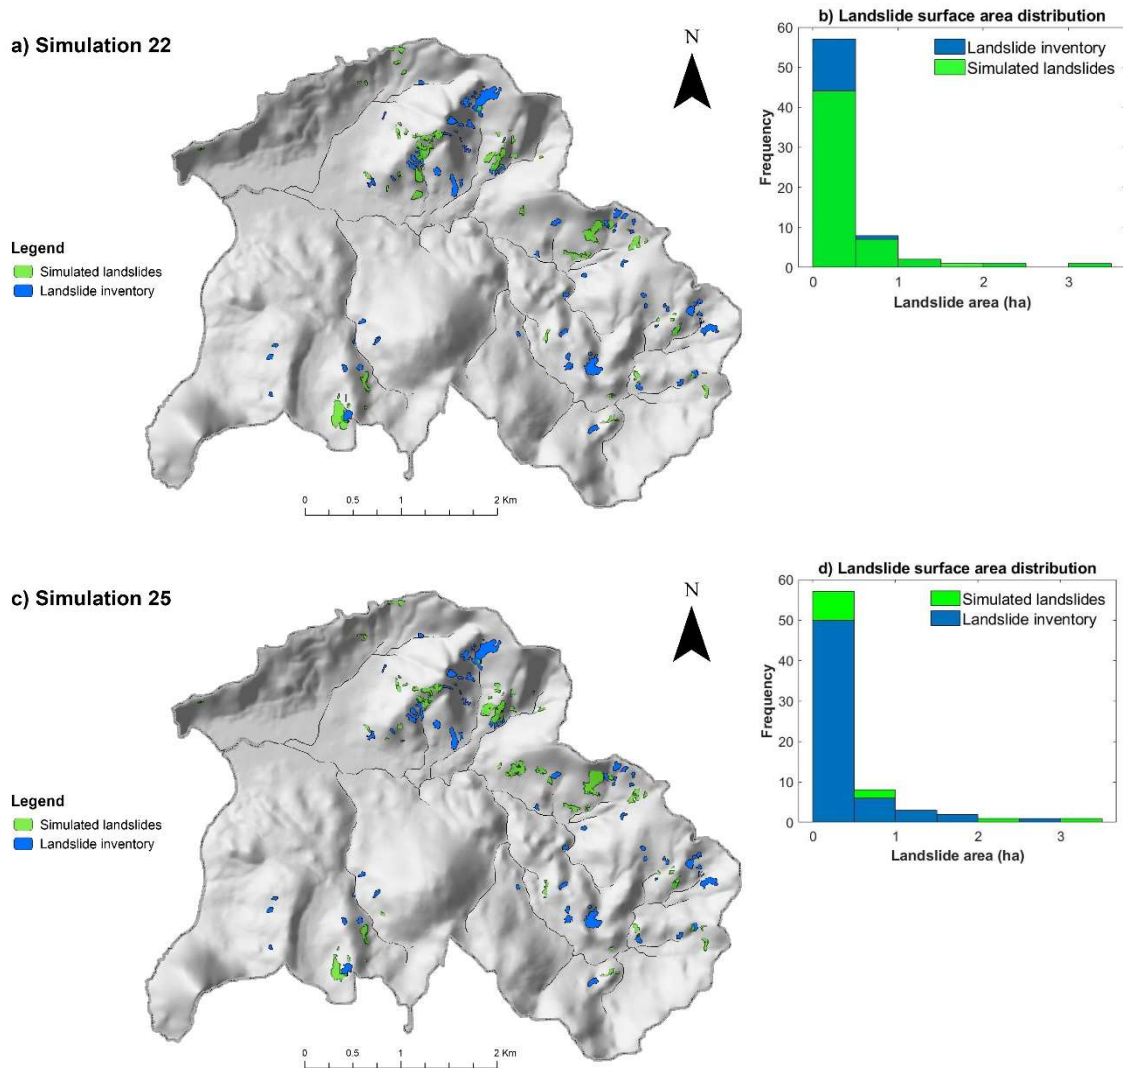 a) Simulation 22
N
Legend
Simulated landslides
Landslide inventory
0 0.5 1 2 Km
b) Landslide surface area distribution
Landslide inventory
Simulated landslides
60
50
40
30
20
10
0
Frequency
0 1 2 3
Landslide area (ha)
c) Simulation 25
N
Legend
Simulated landslides
Landslide inventory
0 0.5 1 2 Km
d) Landslide surface area distribution
Simulated landslides
Landslide inventory
60
50
40
30
20
10
0
Frequency
0 1 2 3
Landslide area (ha)